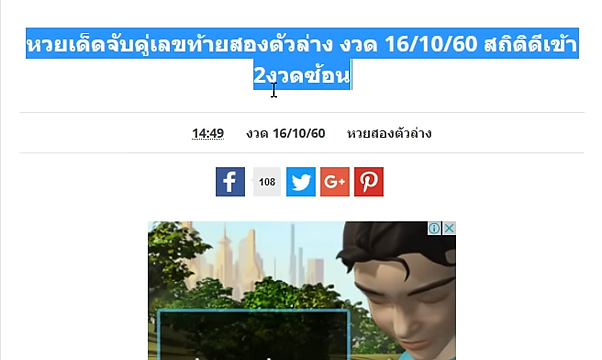 หวยเด็ดจับคู่เลขท้ายสองตัวล่าง งวด 16/10/60 สถิติดีเข้า
2งวดซ้อน
14:49 งวด 16/10/60 หวยสองตัวล่าง
108